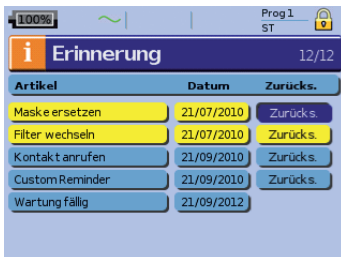 100% Prog 1
ST
i Erinnerung 12/12
Artikel Datum Zurücks.
Maske ersetzen 21/07/2010 Zurücks.
Filter wechseln 21/07/2010 Zurücks.
Kontakt anrufen 21/09/2010 Zurücks.
Custom Reminder 21/09/2010 Zurücks.
Wartung fällig 21/09/2012